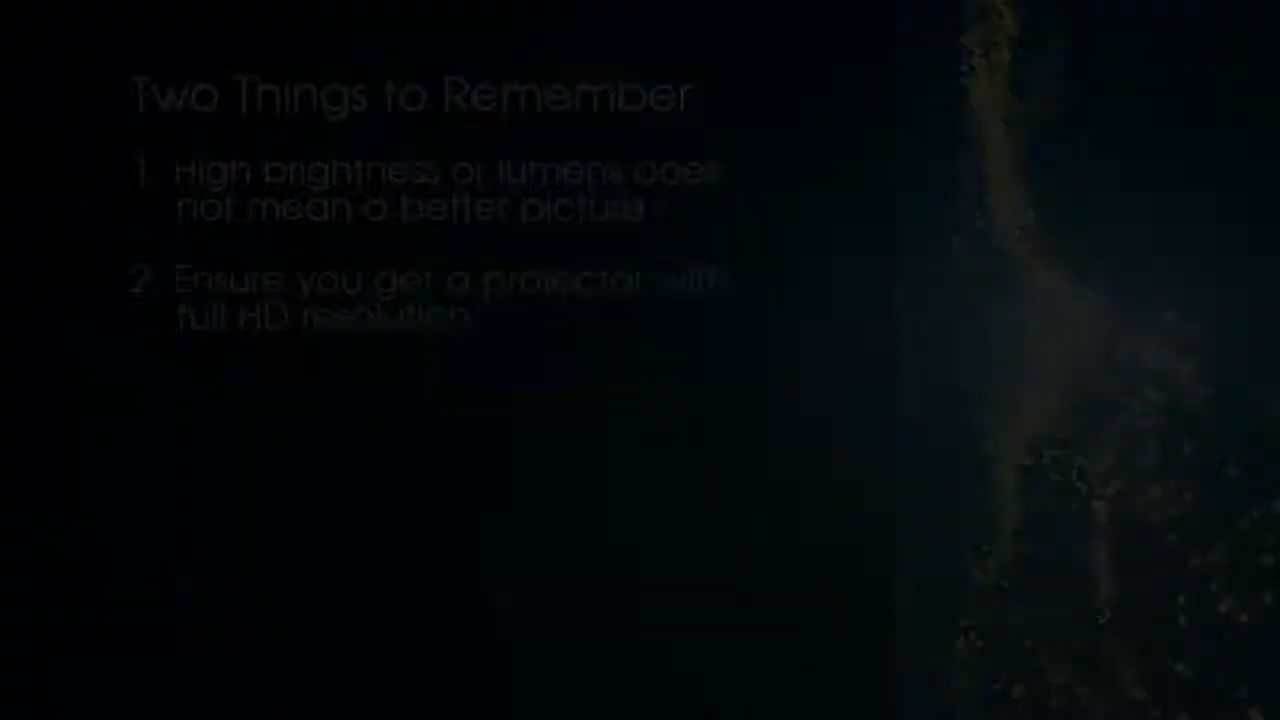 Two Things to Remember
1. High brightness or lumens does
not mean a better picture
2. Ensure you get a projector with
full HD resolution